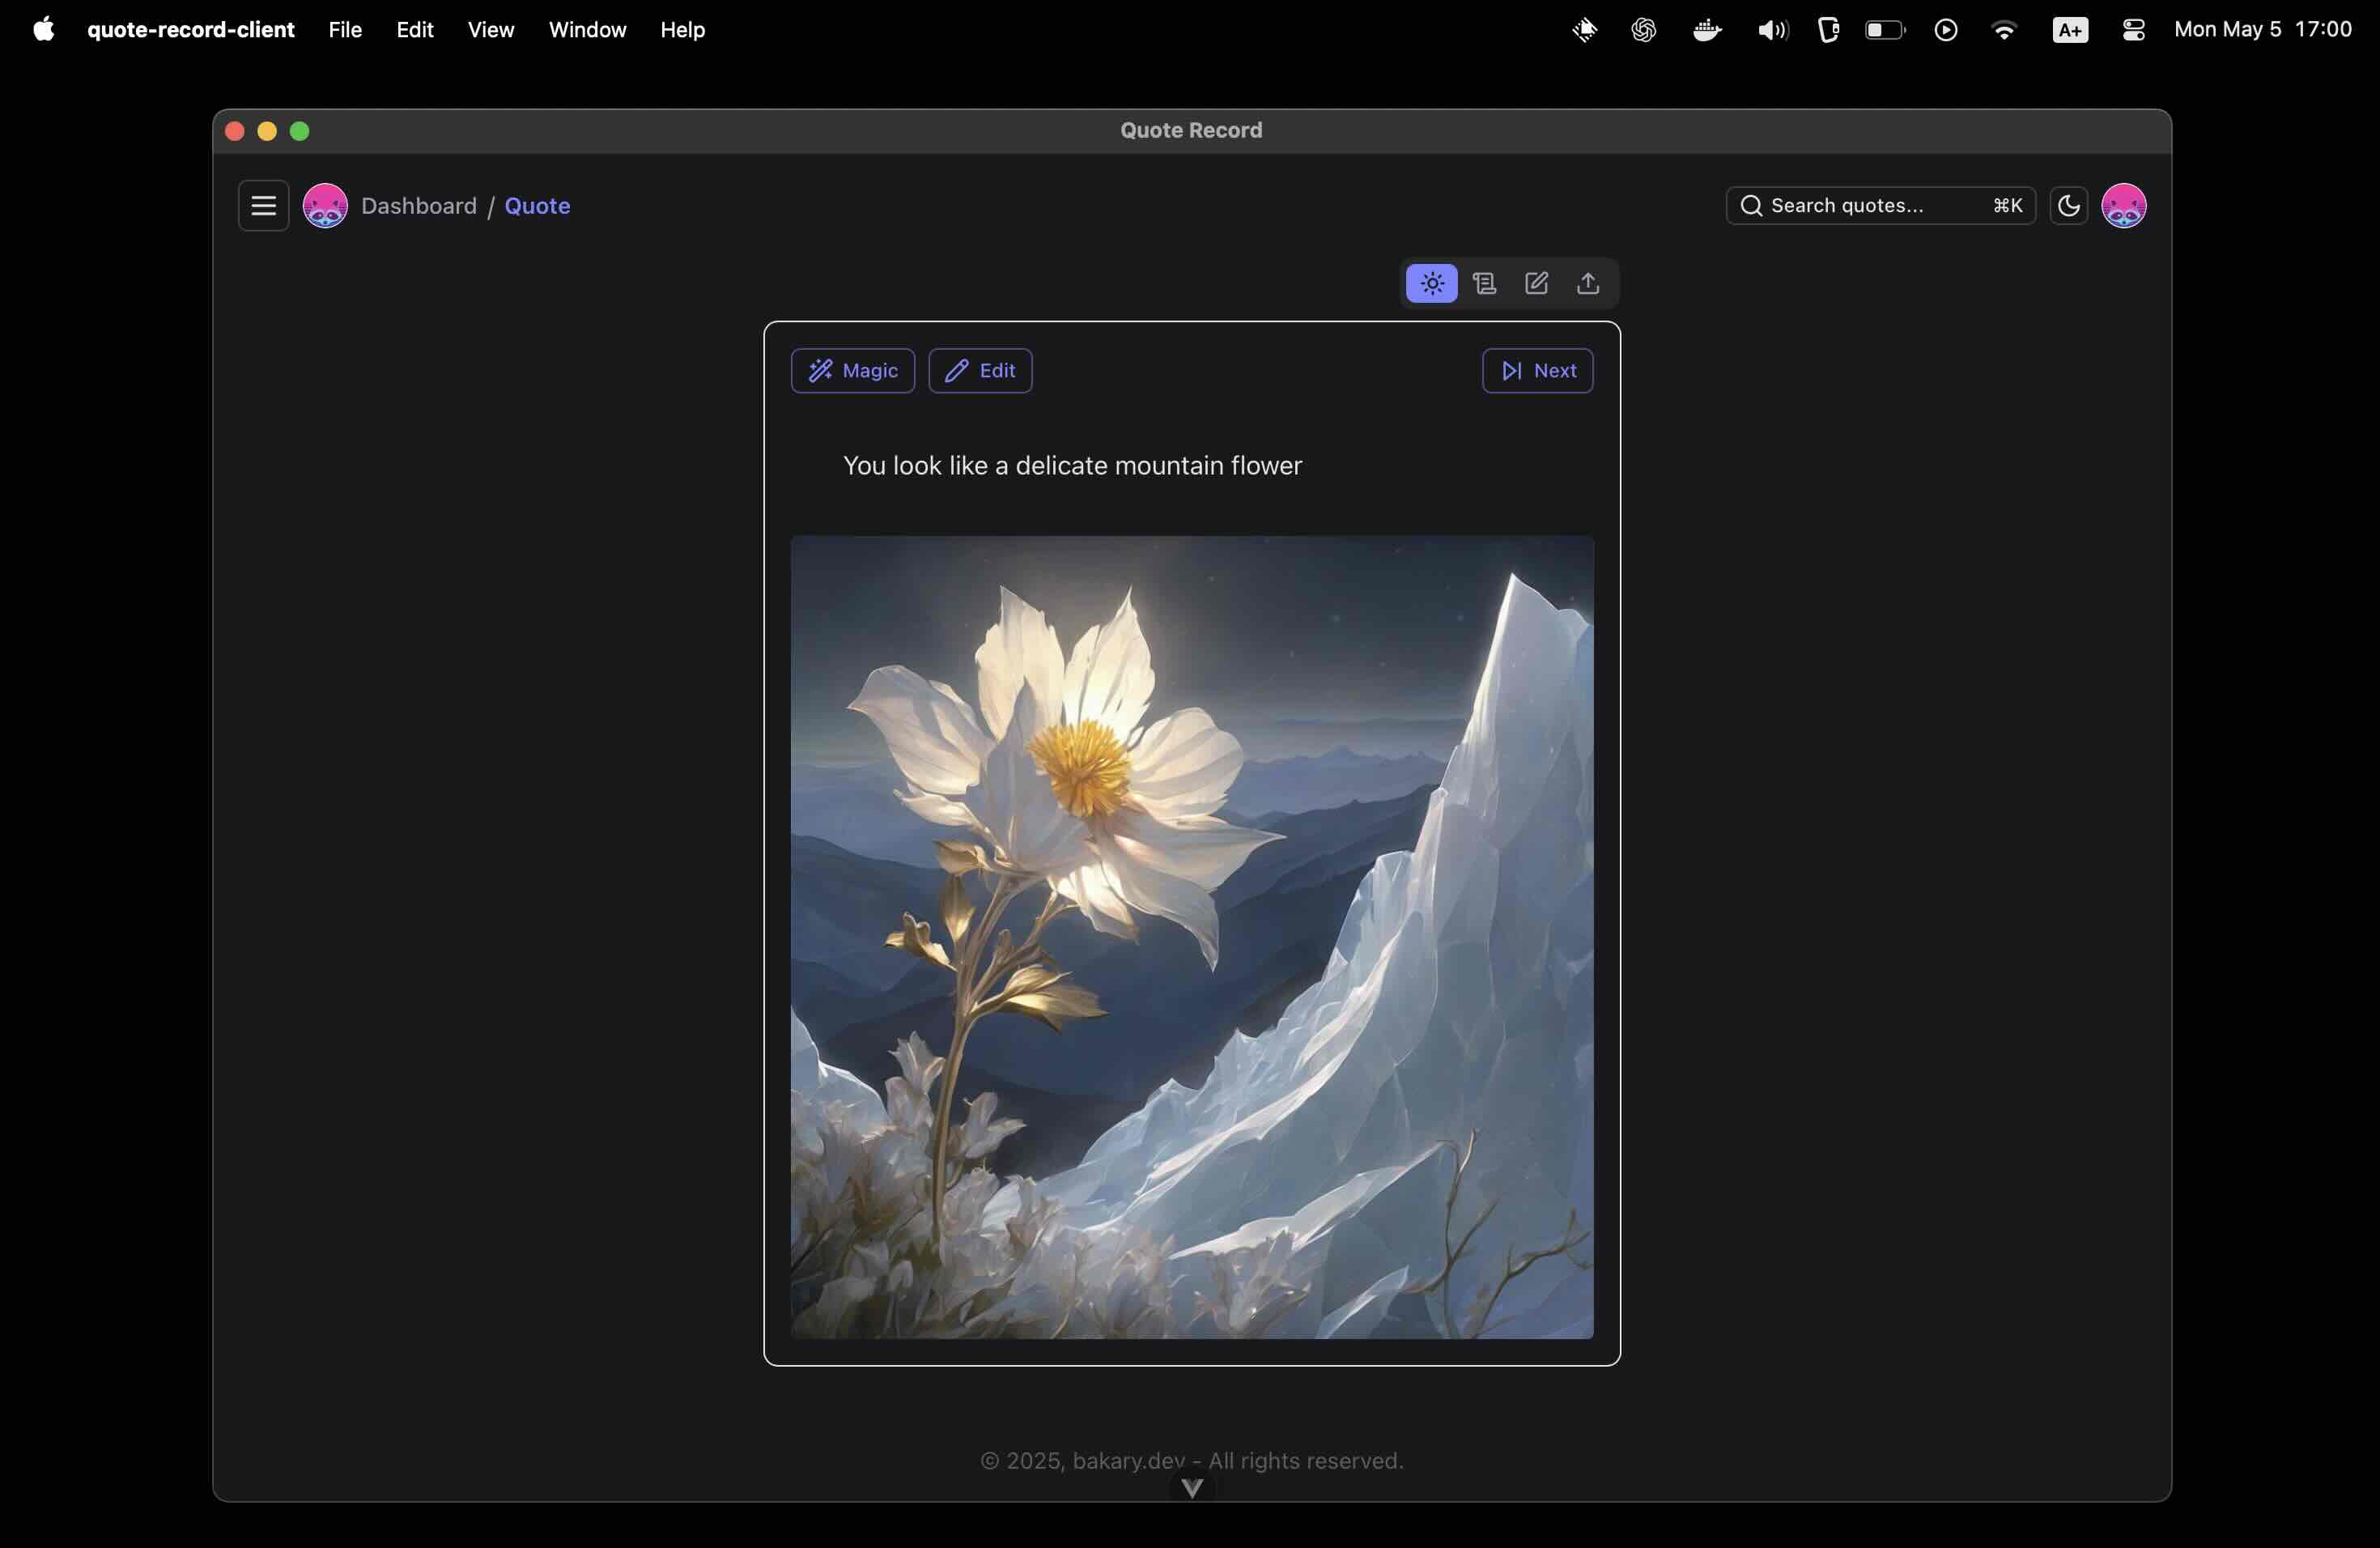 quote-record-client File Edit View Window Help A+ Mon May 5 17:00
Quote Record
Dashboard / Quote Search quotes... ⌘K
Magic Edit Next
You look like a delicate mountain flower
© 2025, bakary.dev - All rights reserved.